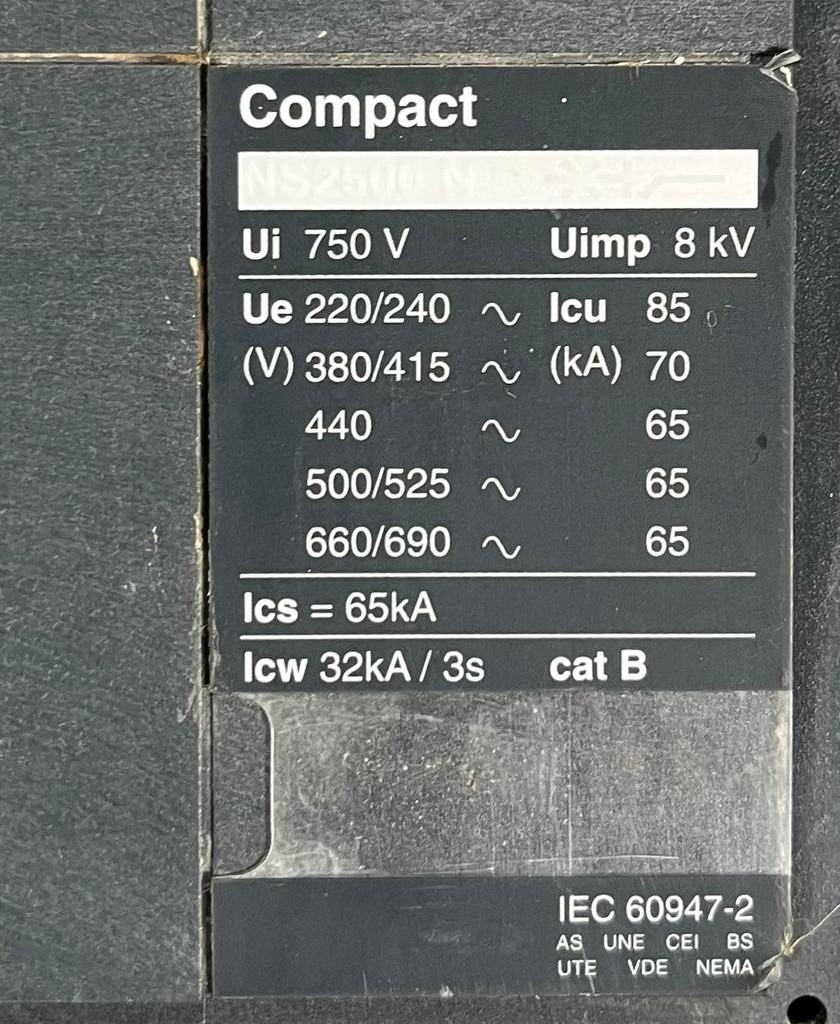 Compact
NS2500 N
Ui 750 V Uimp 8 kV
Ue 220/240 ~ Icu 85
(V) 380/415 ~ (kA) 70
440 ~ 65
500/525 ~ 65
660/690 ~ 65
Ics = 65kA
Icw 32kA / 3s cat B
IEC 60947-2
AS UNE CEI BS
UTE VDE NEMA